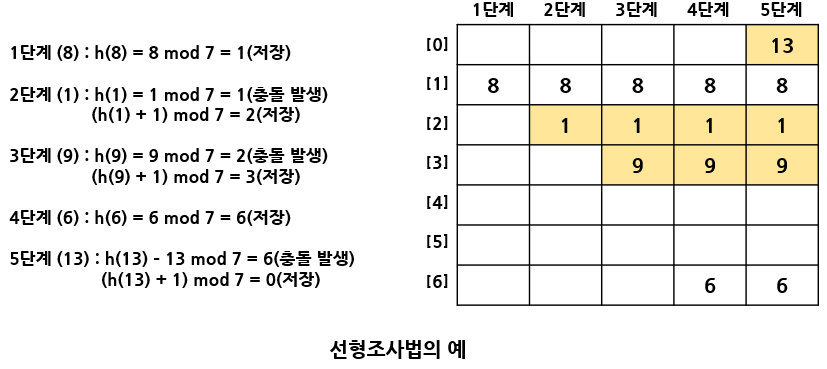 1단계 (8) : h(8) = 8 mod 7 = 1(저장)
2단계 (1) : h(1) = 1 mod 7 = 1(충돌 발생)
(h(1) + 1) mod 7 = 2(저장)
3단계 (9) : h(9) = 9 mod 7 = 2(충돌 발생)
(h(9) + 1) mod 7 = 3(저장)
4단계 (6) : h(6) = 6 mod 7 = 6(저장)
5단계 (13) : h(13) - 13 mod 7 = 6(충돌 발생)
(h(13) + 1) mod 7 = 0(저장)
1단계 2단계 3단계 4단계 5단계
[0] 13
[1] 8 8 8 8 8
[2] 1 1 1 1
[3] 9 9 9
[4]
[5]
[6] 6 6
선형조사법의 예